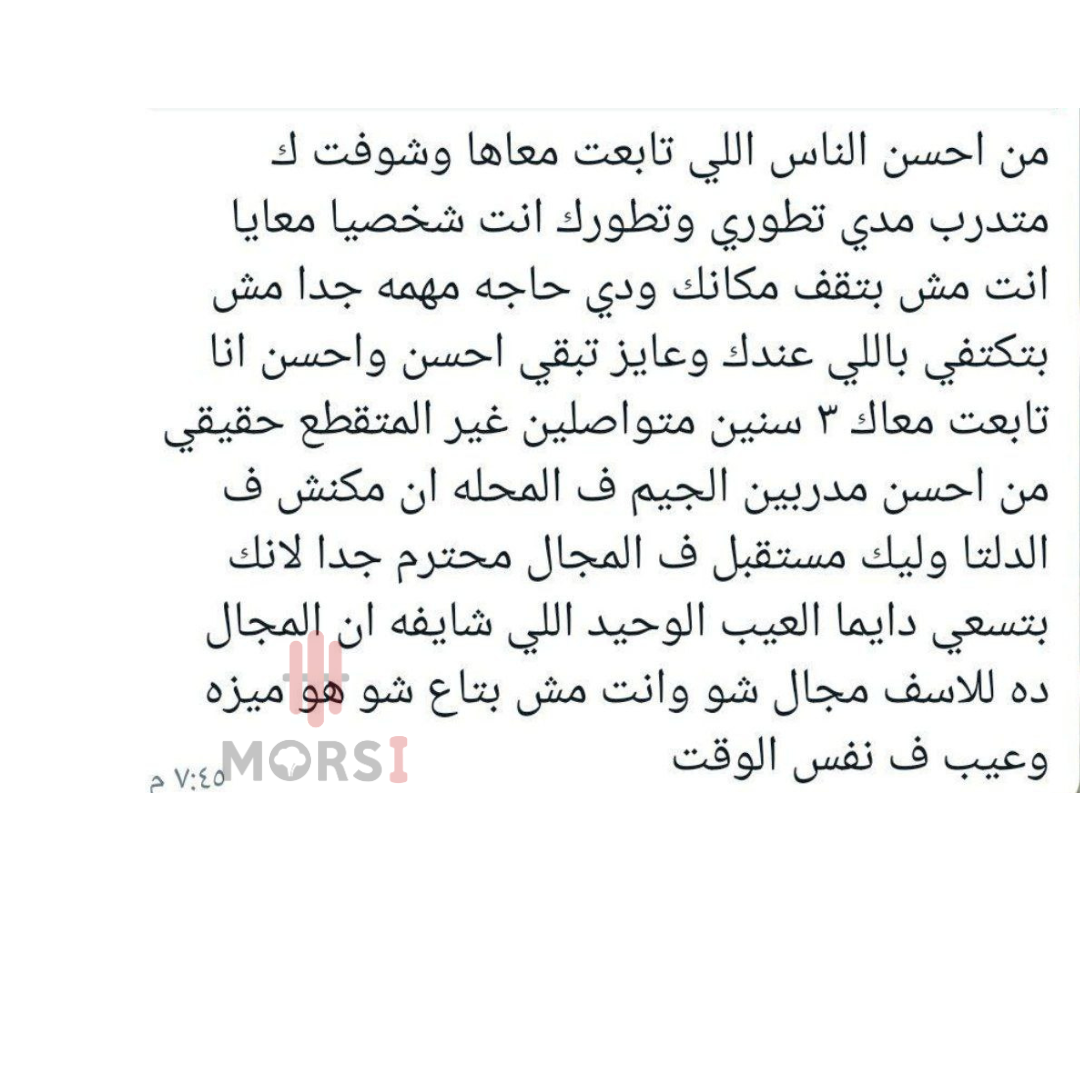 من احسن الناس اللي تابعت معاها وشوفت ك
متدرب مدي تطوري وتطورك انت شخصيا معايا
انت مش بتقف مكانك ودي حاجه مهمه جدا مش
بتكتفي باللي عندك وعايز تبقي احسن واحسن انا
تابعت معاك ٣ سنين متواصلين غير المتقطع حقيقي
من احسن مدربين الجيم ف المحله ان مكنش ف
الدلتا وليك مستقبل ف المجال محترم جدا لانك
بتسعي دايما العيب الوحيد اللي شايفه ان المجال
ده للاسف مجال شو وانت مش بتاع شو هو ميزه
وعيب ف نفس الوقت
٧:٤٥ م
MORSI